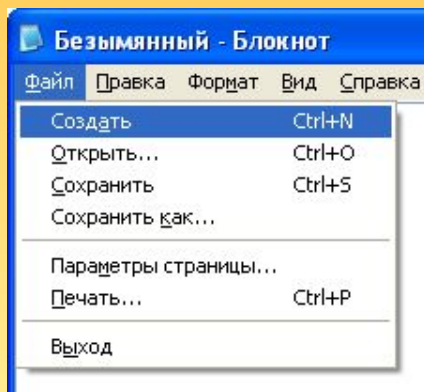 Безымянный - Блокнот
Файл Правка Формат Вид Справка
Создать Ctrl+N
Открыть... Ctrl+O
Сохранить Ctrl+S
Сохранить как...
Параметры страницы...
Печать... Ctrl+P
Выход